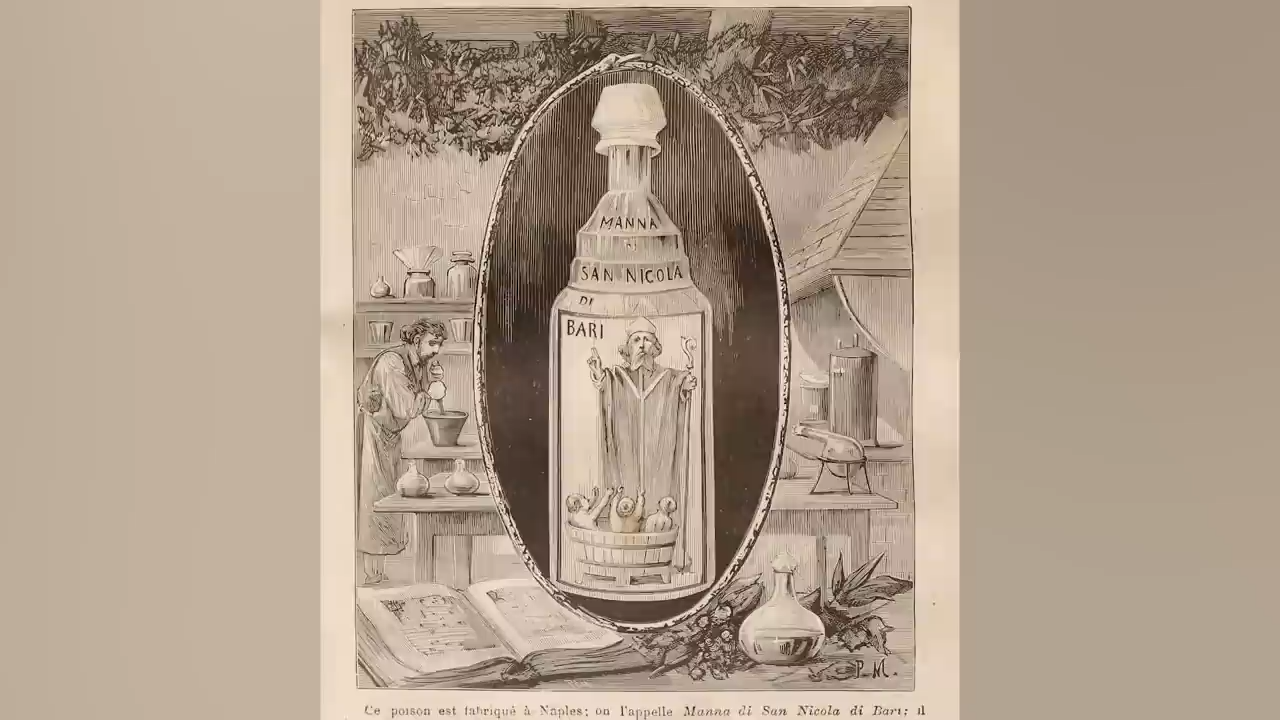 MANNA
DI
SAN NICOLA
DI
BARI
P. M.
Ce poison est fabriqué à Naples; on l'appelle Manna di San Nicola di Bari; il